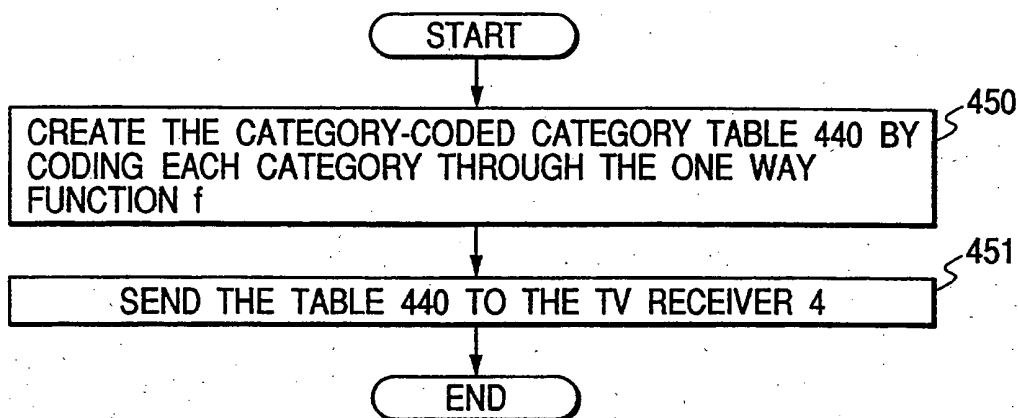 START
450
CREATE THE CATEGORY-CODED CATEGORY TABLE 440 BY
CODING EACH CATEGORY THROUGH THE ONE WAY
FUNCTION f
451
SEND THE TABLE 440 TO THE TV RECEIVER 4
END